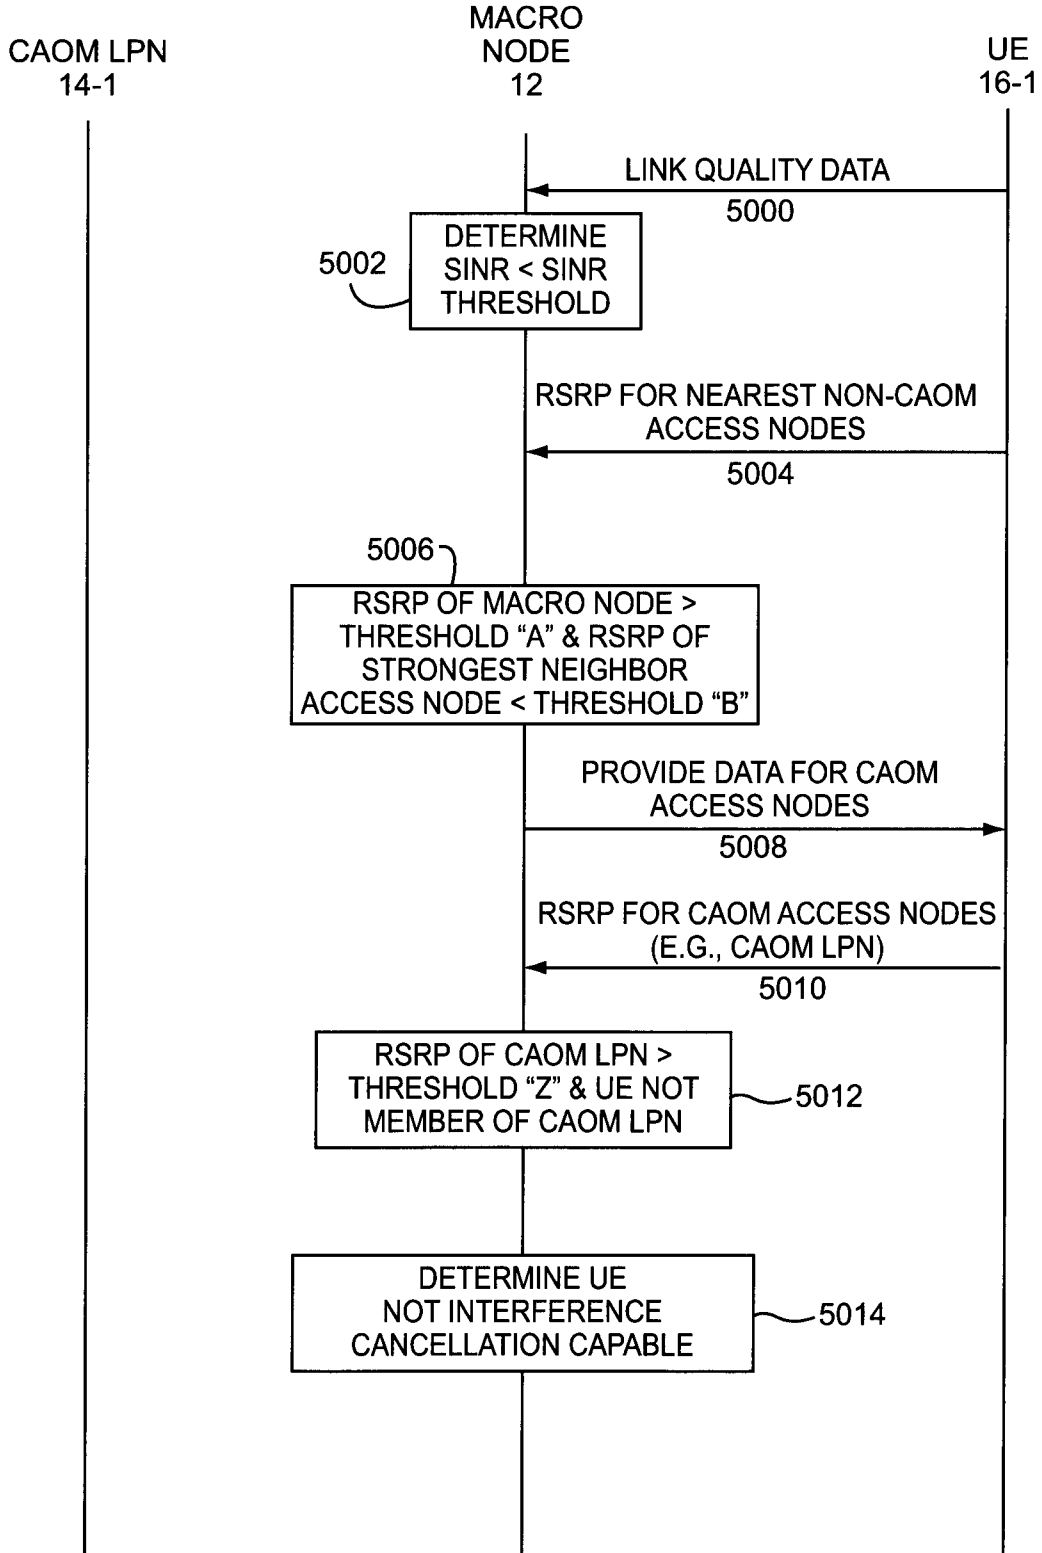 CAOM LPN
14-1
MACRO
NODE
12
UE
16-1
LINK QUALITY DATA
5000
DETERMINE
SINR < SINR
THRESHOLD
5002
RSRP FOR NEAREST NON-CAOM
ACCESS NODES
5004
5006
RSRP OF MACRO NODE >
THRESHOLD “A” & RSRP OF
STRONGEST NEIGHBOR
ACCESS NODE < THRESHOLD “B”
PROVIDE DATA FOR CAOM
ACCESS NODES
5008
RSRP FOR CAOM ACCESS NODES
(E.G., CAOM LPN)
5010
RSRP OF CAOM LPN >
THRESHOLD “Z” & UE NOT
MEMBER OF CAOM LPN
5012
DETERMINE UE
NOT INTERFERENCE
CANCELLATION CAPABLE
5014